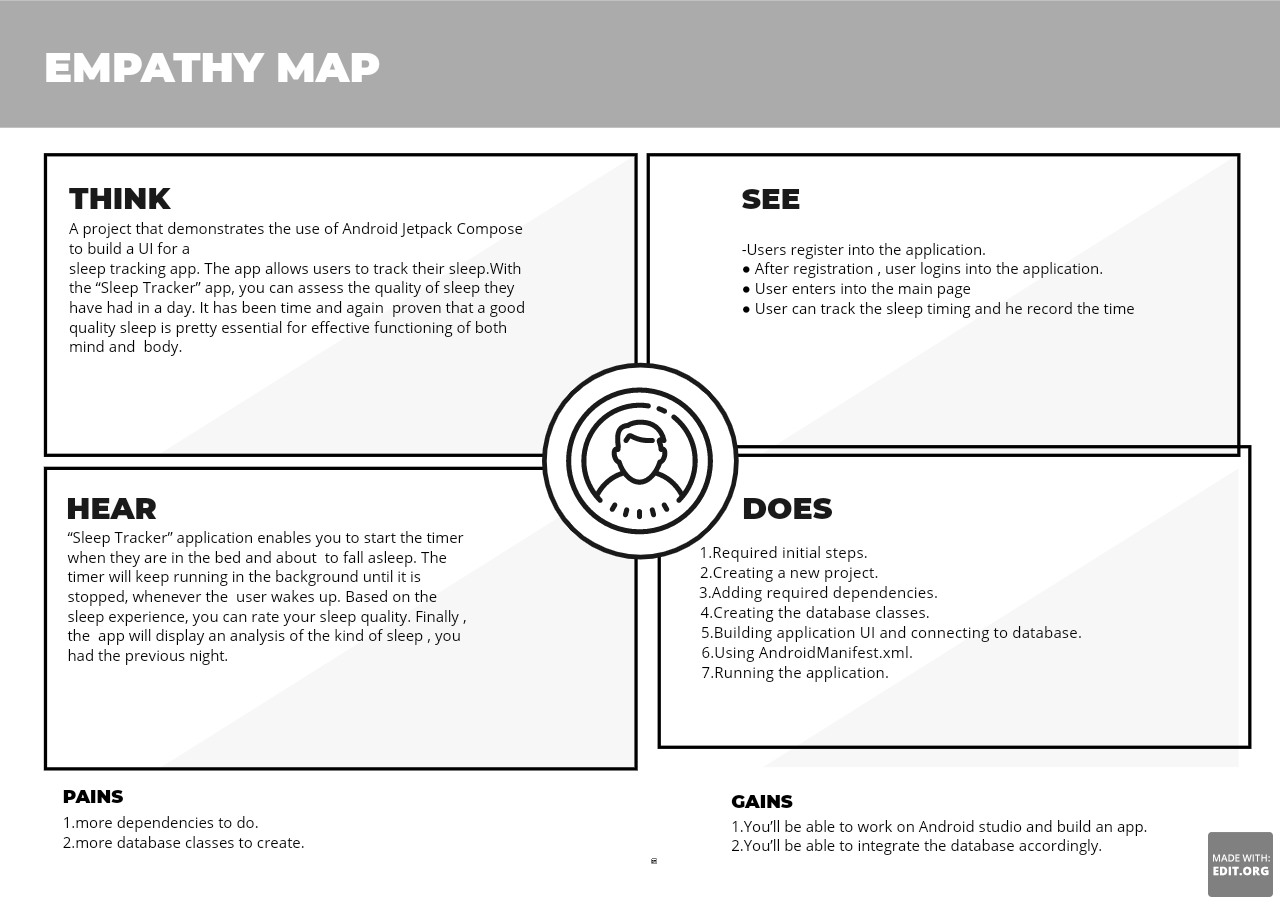 EMPATHY MAP
THINK
A project that demonstrates the use of Android Jetpack Compose
to build a UI for a
sleep tracking app. The app allows users to track their sleep.With
the “Sleep Tracker” app, you can assess the quality of sleep they
have had in a day. It has been time and again  proven that a good
quality sleep is pretty essential for effective functioning of both
mind and  body.
SEE
-Users register into the application.
● After registration , user logins into the application.
● User enters into the main page
● User can track the sleep timing and he record the time
HEAR
“Sleep Tracker” application enables you to start the timer
when they are in the bed and about  to fall asleep. The
timer will keep running in the background until it is
stopped, whenever the  user wakes up. Based on the
sleep experience, you can rate your sleep quality. Finally ,
the  app will display an analysis of the kind of sleep , you
had the previous night.
DOES
1.Required initial steps.
2.Creating a new project.
3.Adding required dependencies.
4.Creating the database classes.
5.Building application UI and connecting to database.
6.Using AndroidManifest.xml.
7.Running the application.
PAINS
1.more dependencies to do.
2.more database classes to create.
GAINS
1.You’ll be able to work on Android studio and build an app.
2.You’ll be able to integrate the database accordingly.
MADE WITH:
EDIT.ORG